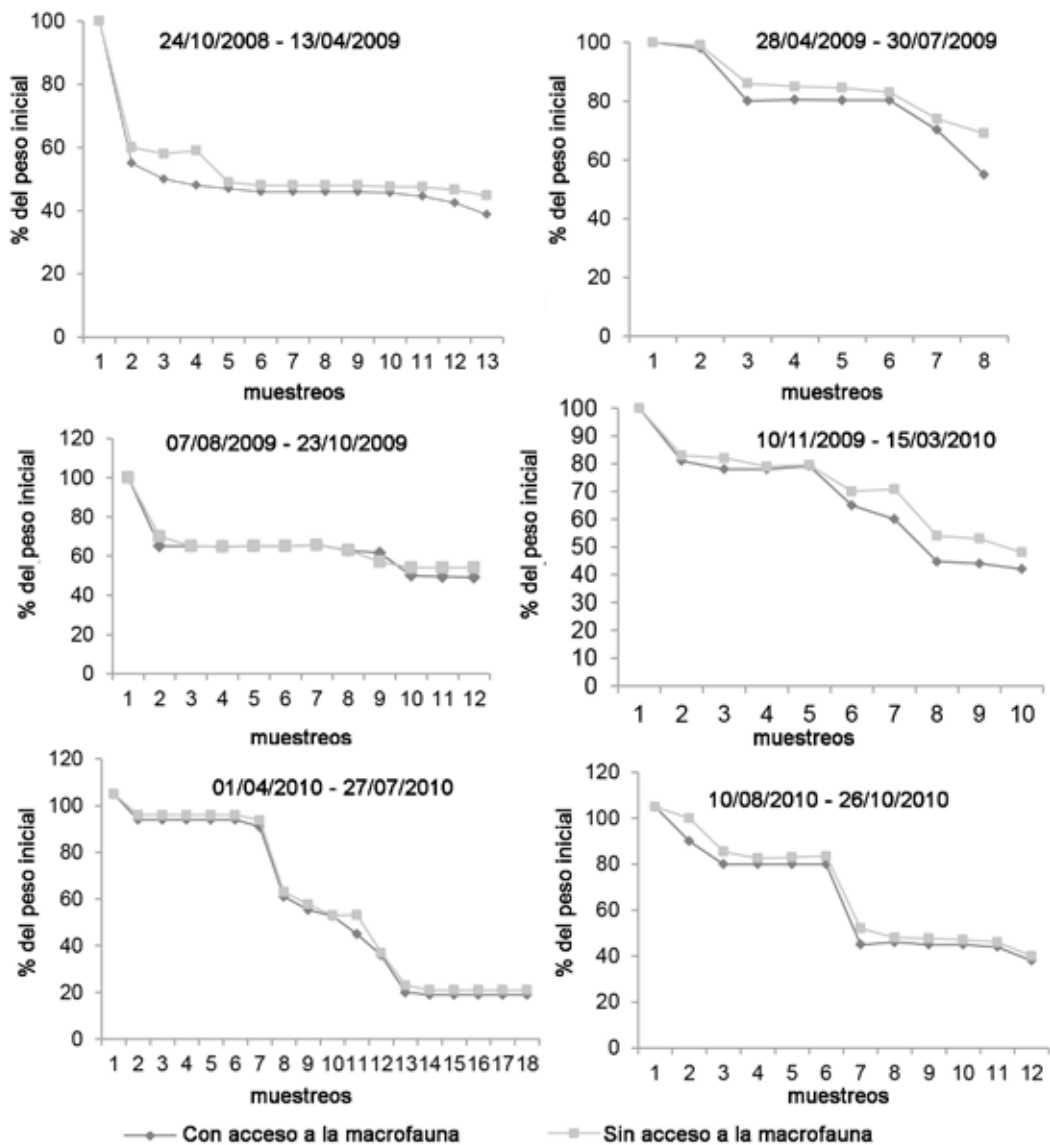 24/10/2008 - 13/04/2009
% del peso inicial
100
80
60
40
20
0
1 2 3 4 5 6 7 8 9 10 11 12 13
muestreos
28/04/2009 - 30/07/2009
% del peso inicial
100
80
60
40
20
0
1 2 3 4 5 6 7 8
muestreos
07/08/2009 - 23/10/2009
% del peso inicial
120
100
80
60
40
20
0
1 2 3 4 5 6 7 8 9 10 11 12
muestreos
10/11/2009 - 15/03/2010
% del peso inicial
100
90
80
70
60
50
40
30
20
10
0
1 2 3 4 5 6 7 8 9 10
muestreos
01/04/2010 - 27/07/2010
% del peso inicial
120
100
80
60
40
20
0
1 2 3 4 5 6 7 8 9 10 11 12 13 14 15 16 17 18
muestreos
10/08/2010 - 26/10/2010
% del peso inicial
120
100
80
60
40
20
0
1 2 3 4 5 6 7 8 9 10 11 12
muestreos
Con acceso a la macrofauna
Sin acceso a la macrofauna